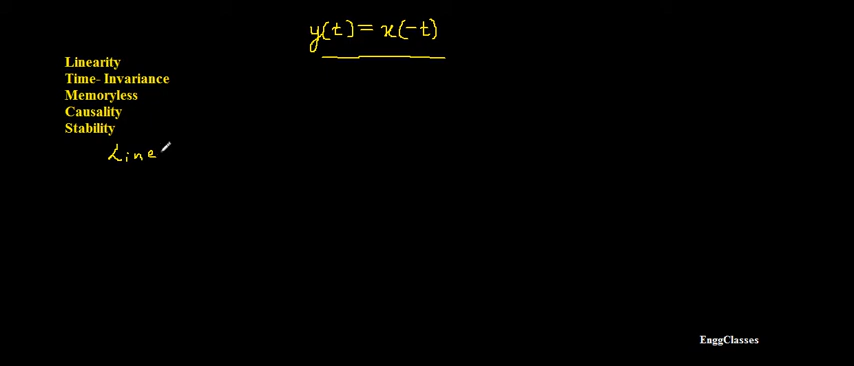 y(t) = x(-t)
Linearity
Time- Invariance
Memoryless
Causality
Stability
Line
EnggClasses